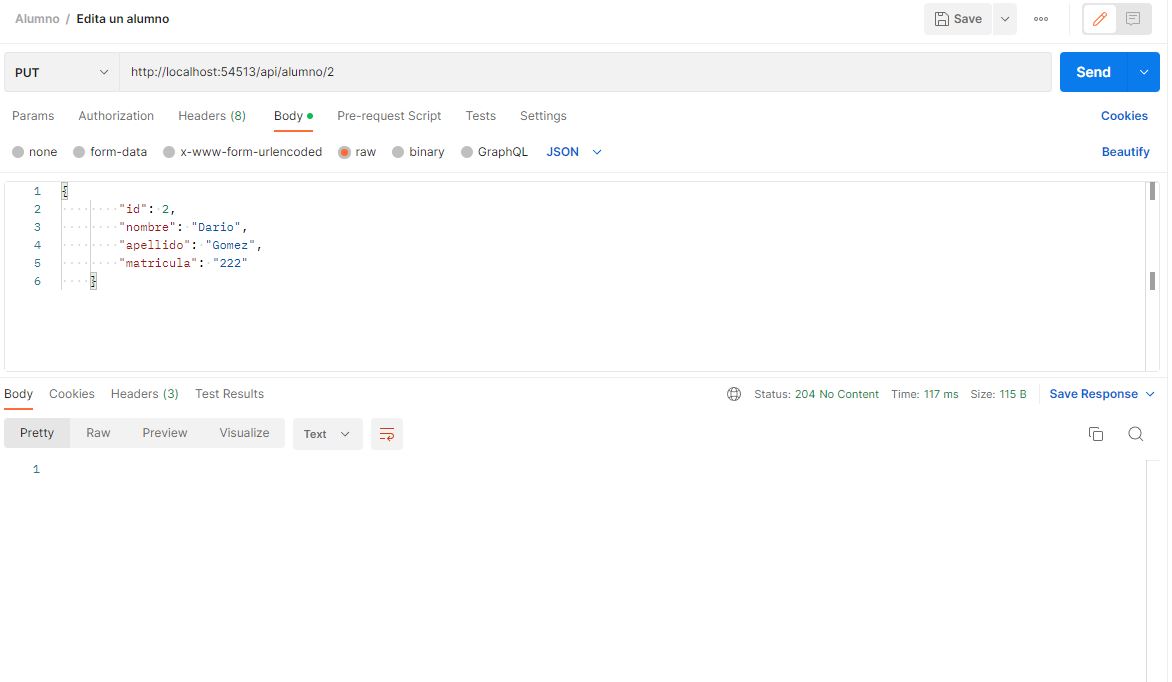 Alumno / Edita un alumno Save
PUT http://localhost:54513/api/alumno/2 Send
Params Authorization Headers (8) Body Pre-request Script Tests Settings Cookies
none form-data x-www-form-urlencoded raw binary GraphQL JSON Beautify
1 {
2 "id": 2,
3 "nombre": "Dario",
4 "apellido": "Gomez",
5 "matricula": "222"
6 }
Body Cookies Headers (3) Test Results Status: 204 No Content Time: 117 ms Size: 115 B Save Response
Pretty Raw Preview Visualize Text
1